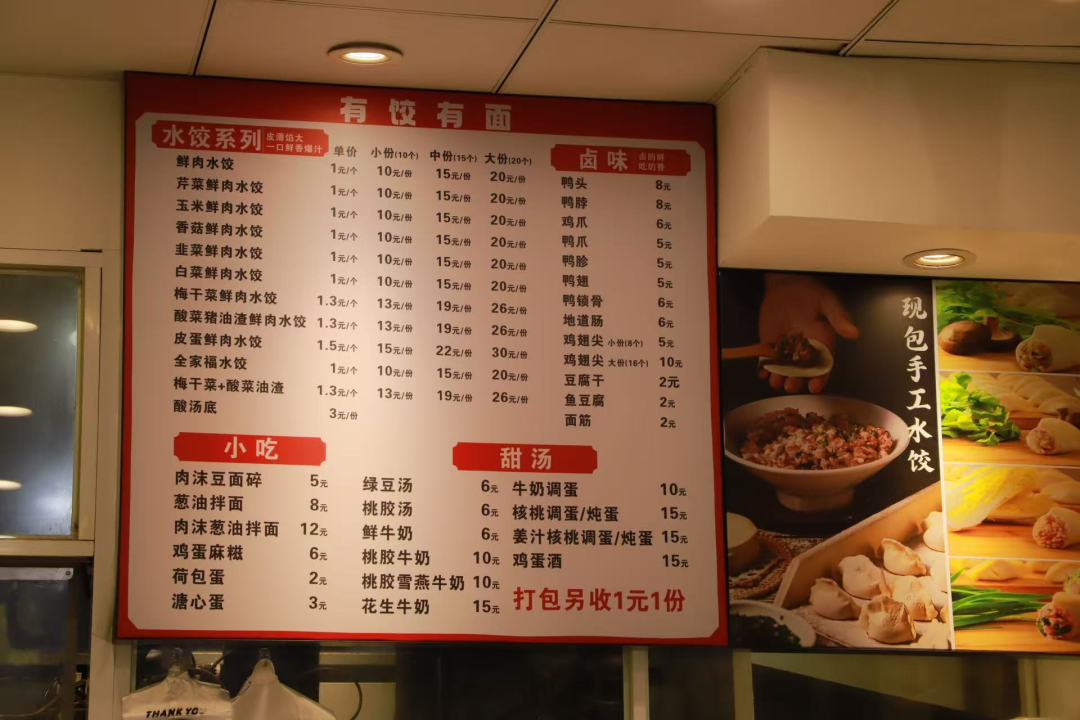 有饺有面
水饺系列 皮薄馅大
一口鲜香爆汁
单价 小份(10个) 中份(15个) 大份(20个)
鲜肉水饺 1元/个 10元/份 15元/份 20元/份
芹菜鲜肉水饺 1元/个 10元/份 15元/份 20元/份
玉米鲜肉水饺 1元/个 10元/份 15元/份 20元/份
香菇鲜肉水饺 1元/个 10元/份 15元/份 20元/份
韭菜鲜肉水饺 1元/个 10元/份 15元/份 20元/份
白菜鲜肉水饺 1元/个 10元/份 15元/份 20元/份
梅干菜鲜肉水饺 1.3元/个 13元/份 19元/份 26元/份
酸菜猪油渣鲜肉水饺 1.3元/个 13元/份 19元/份 26元/份
皮蛋鲜肉水饺 1.5元/个 15元/份 22元/份 30元/份
全家福水饺 1元/个 10元/份 15元/份 20元/份
梅干菜+酸菜油渣 1.3元/个 13元/份 19元/份 26元/份
酸汤底 3元/份
卤味 卤的鲜
吃的香
鸭头 8元
鸭脖 8元
鸡爪 6元
鸭爪 5元
鸭胗 5元
鸭翅 5元
鸭锁骨 6元
地道肠 6元
鸡翅尖 小份(8个) 5元
鸡翅尖 大份(16个) 10元
豆腐干 2元
鱼豆腐 2元
面筋 2元
小吃
肉沫豆面碎 5元
葱油拌面 8元
肉沫葱油拌面 12元
鸡蛋麻糍 6元
荷包蛋 2元
溏心蛋 3元
甜汤
绿豆汤 6元
桃胶汤 6元
鲜牛奶 6元
桃胶牛奶 10元
桃胶雪燕牛奶 10元
花生牛奶 15元
牛奶调蛋 10元
核桃调蛋/炖蛋 15元
姜汁核桃调蛋/炖蛋 15元
鸡蛋酒 15元
打包另收1元1份
现包手工水饺
THANK YOU